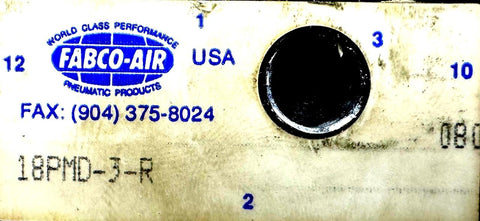 1
WORLD CLASS PERFORMANCE
12 FABCO-AIR USA 3
PNEUMATIC PRODUCTS 10
FAX: (904) 375-8024
080
18PMD-3-R
2